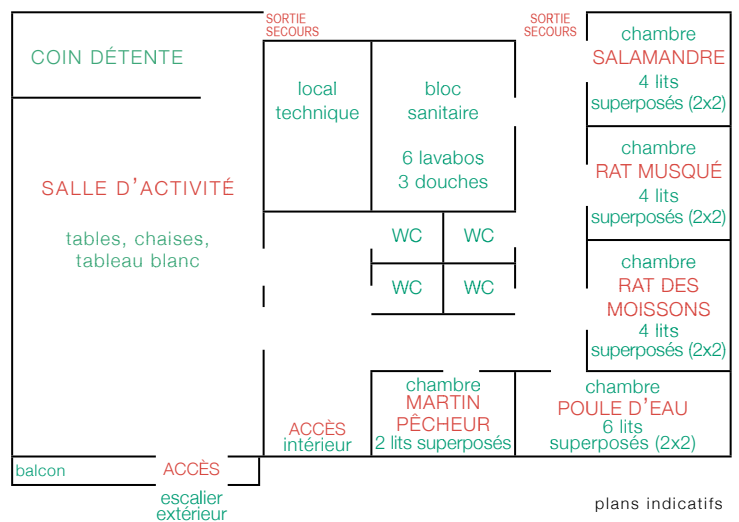 SORTIE
SECOURS
SORTIE
SECOURS
COIN DÉTENTE
SALLE D'ACTIVITÉ
tables, chaises,
tableau blanc
local
technique
bloc
sanitaire
6 lavabos
3 douches
WC
WC
WC
WC
chambre
SALAMANDRE
4 lits
superposés (2x2)
chambre
RAT MUSQUÉ
4 lits
superposés (2x2)
chambre
RAT DES
MOISSONS
4 lits
superposés (2x2)
chambre
MARTIN
PÊCHEUR
2 lits superposés
chambre
POULE D'EAU
6 lits
superposés (2x2)
ACCÈS
intérieur
balcon
ACCÈS
escalier
extérieur
plans indicatifs